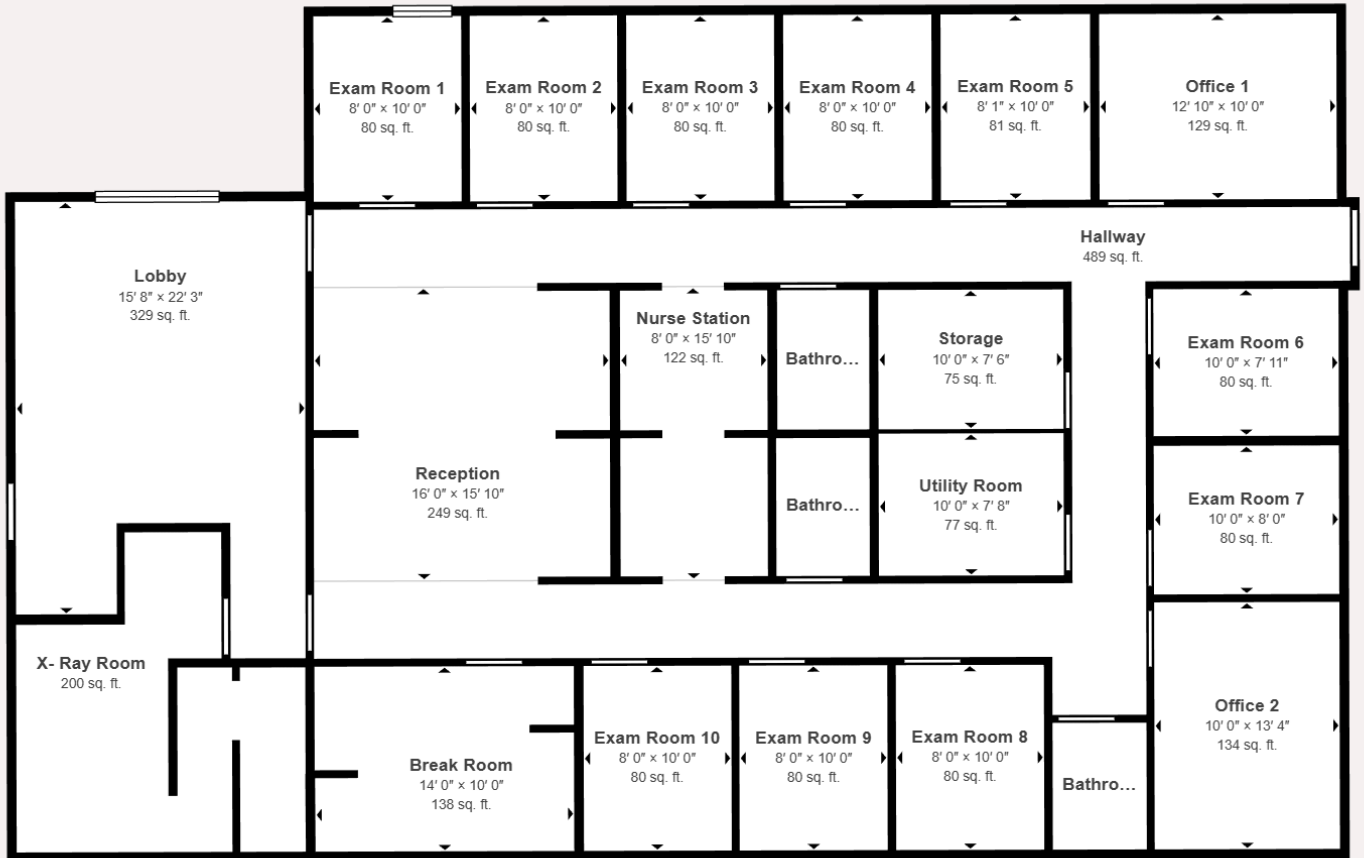 Exam Room 1
8' 0" × 10' 0"
80 sq. ft.
Exam Room 2
8' 0" × 10' 0"
80 sq. ft.
Exam Room 3
8' 0" × 10' 0"
80 sq. ft.
Exam Room 4
8' 0" × 10' 0"
80 sq. ft.
Exam Room 5
8' 1" × 10' 0"
81 sq. ft.
Office 1
12' 10" × 10' 0"
129 sq. ft.
Hallway
489 sq. ft.
Lobby
15' 8" × 22' 3"
329 sq. ft.
Nurse Station
8' 0" × 15' 10"
122 sq. ft.
Bathro…
Storage
10' 0" × 7' 6"
75 sq. ft.
Exam Room 6
10' 0" × 7' 11"
80 sq. ft.
Reception
16' 0" × 15' 10"
249 sq. ft.
Bathro…
Utility Room
10' 0" × 7' 8"
77 sq. ft.
Exam Room 7
10' 0" × 8' 0"
80 sq. ft.
X- Ray Room
200 sq. ft.
Break Room
14' 0" × 10' 0"
138 sq. ft.
Exam Room 10
8' 0" × 10' 0"
80 sq. ft.
Exam Room 9
8' 0" × 10' 0"
80 sq. ft.
Exam Room 8
8' 0" × 10' 0"
80 sq. ft.
Bathro…
Office 2
10' 0" × 13' 4"
134 sq. ft.